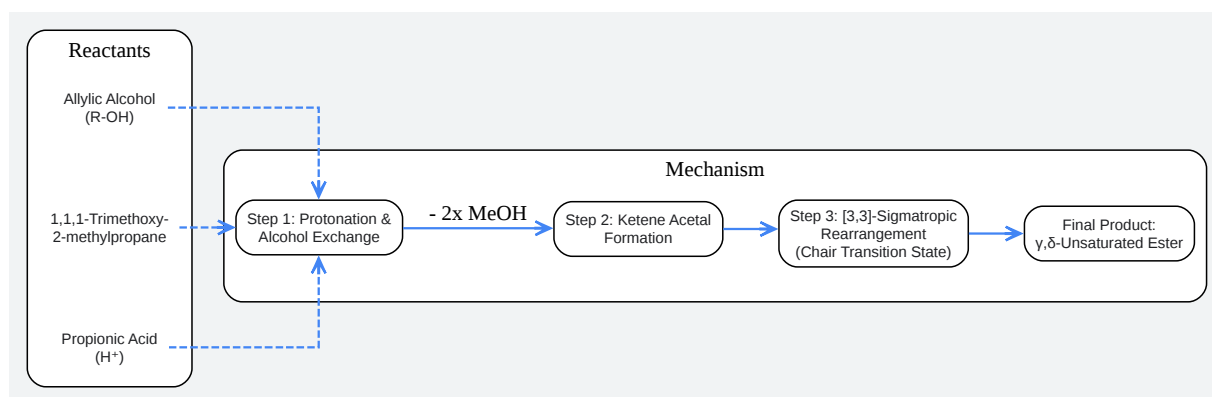 Reactants
Allylic Alcohol
(R-OH)
1,1,1-Trimethoxy-
2-methylpropane
Propionic Acid
(H⁺)
Mechanism
Step 1: Protonation &
Alcohol Exchange
- 2x MeOH
Step 2: Ketene Acetal
Formation
Step 3: [3,3]-Sigmatropic
Rearrangement
(Chair Transition State)
Final Product:
γ,δ-Unsaturated Ester